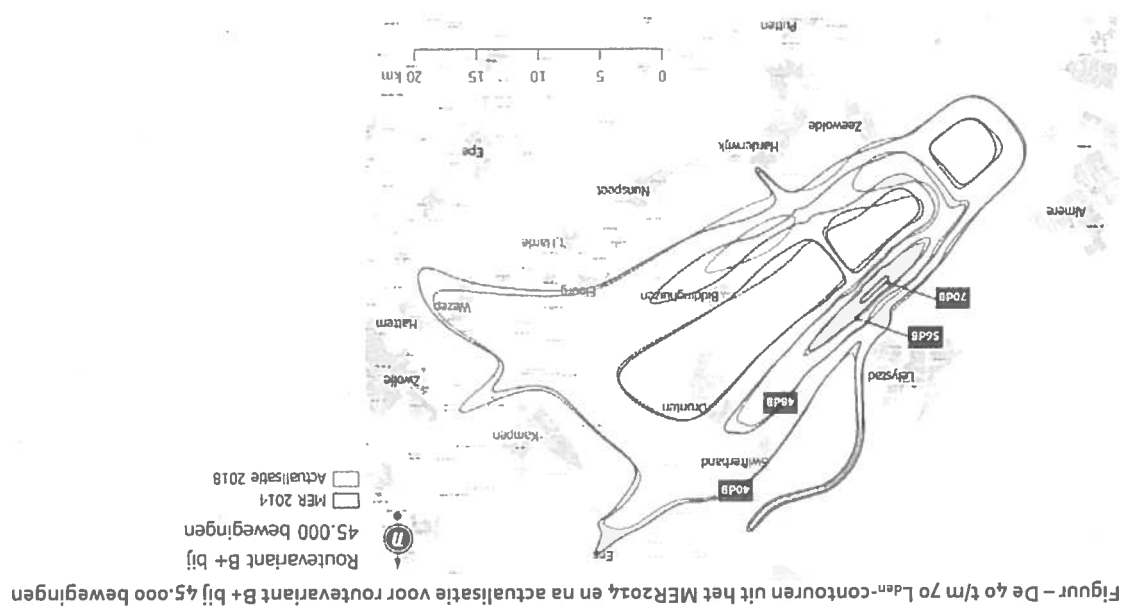 Figuur – De 40 t/m 70 Lden-contouren uit het MER2014 en na actualisatie voor routevariant B+ bij 45.000 bewegingen
Routevariant B+ bij
45.000 bewegingen
n
MER 2014
Actualisatie 2018
Ens
40dB
Swifterband
Kampen
Dronten
48dB
Zwolle
Lelystad
56dB
Hattem
Wezep
70dB
Biddinghuizen
Elburg
't Harde
Almere
Nunspeet
Epe
Harderwijk
Zeewolde
0 5 10 15 20 km
Putten